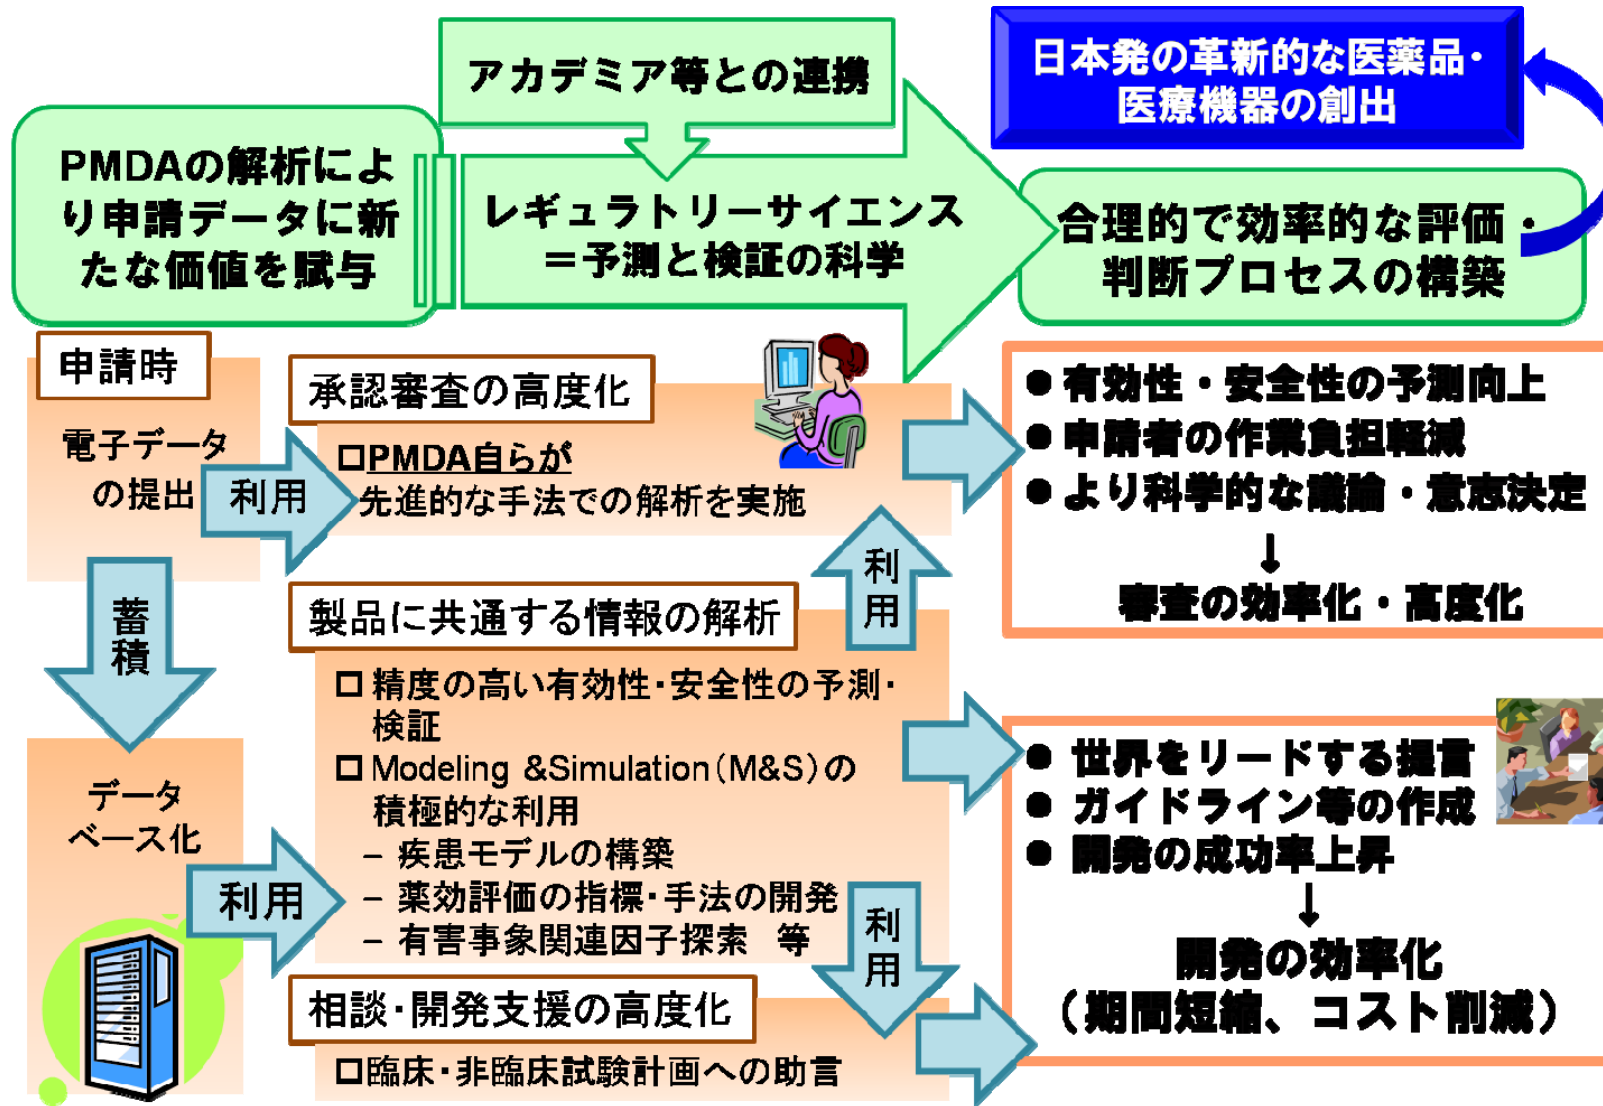 アカデミア等との連携
日本発の革新的な医薬品・
医療機器の創出
PMDAの解析によ
り申請データに新
たな価値を賦与
レギュラトリーサイエンス
＝予測と検証の科学
合理的で効率的な評価・
判断プロセスの構築
申請時
電子データ
の提出
利用
承認審査の高度化
□PMDA自らが
先進的な手法での解析を実施
● 有効性・安全性の予測向上
● 申請者の作業負担軽減
● より科学的な議論・意志決定
↓
審査の効率化・高度化
蓄積
利用
製品に共通する情報の解析
□ 精度の高い有効性・安全性の予測・
検証
□ Modeling &Simulation（M&S）の
積極的な利用
– 疾患モデルの構築
– 薬効評価の指標・手法の開発
– 有害事象関連因子探索　等
データ
ベース化
利用
利用
● 世界をリードする提言
● ガイドライン等の作成
● 開発の成功率上昇
↓
開発の効率化
（期間短縮、コスト削減）
相談・開発支援の高度化
□臨床・非臨床試験計画への助言